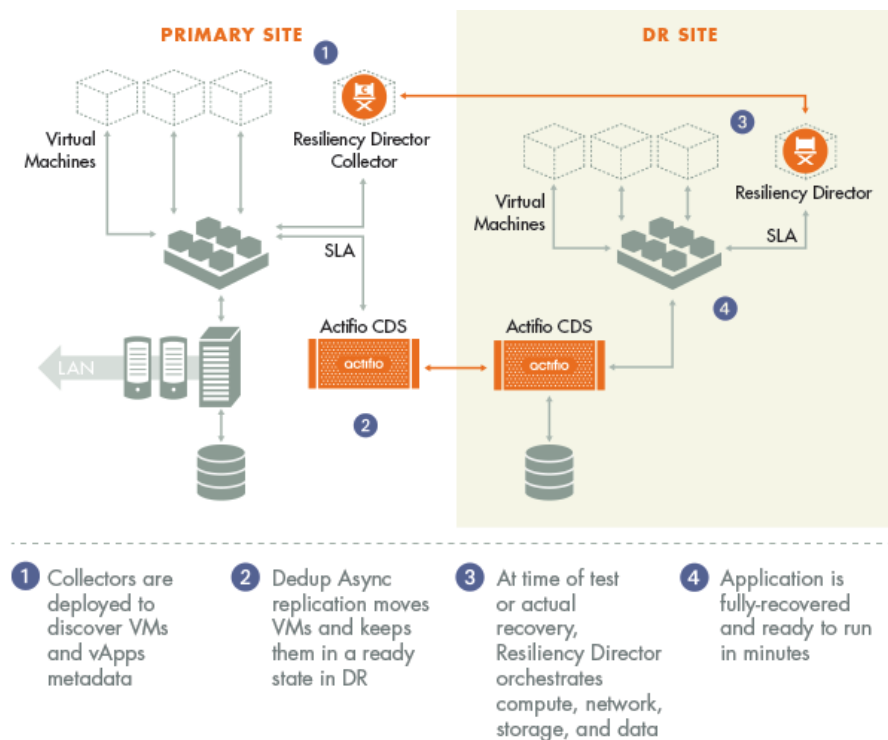 PRIMARY SITE
DR SITE
1
C
3
Virtual
Machines
Resiliency Director
Collector
Virtual
Machines
Resiliency Director
SLA
SLA
4
Actifio CDS
Actifio CDS
LAN
actifio
actifio
2
1 Collectors are
deployed to
discover VMs
and vApps
metadata
2 Dedup Async
replication moves
VMs and keeps
them in a ready
state in DR
3 At time of test
or actual
recovery,
Resiliency Director
orchestrates
compute, network,
storage, and data
4 Application is
fully-recovered
and ready to run
in minutes